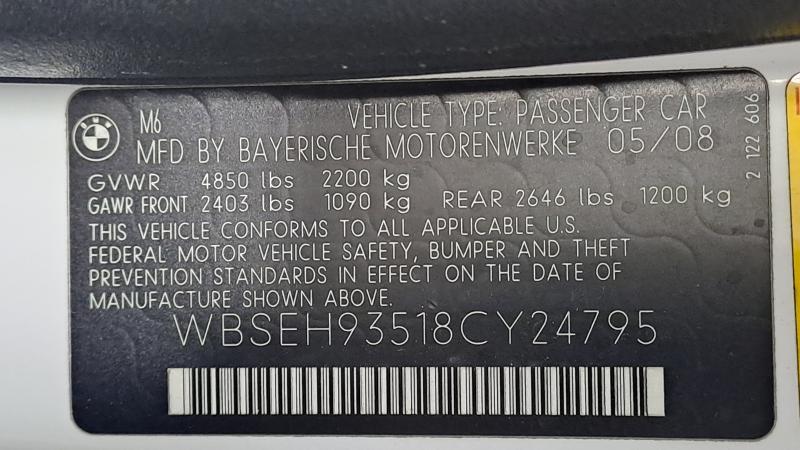 M6 VEHICLE TYPE: PASSENGER CAR
MFD BY BAYERISCHE MOTORENWERKE 05/08
GVWR 4850 lbs 2200 kg
GAWR FRONT 2403 lbs 1090 kg REAR 2646 lbs 1200 kg
THIS VEHICLE CONFORMS TO ALL APPLICABLE U.S.
FEDERAL MOTOR VEHICLE SAFETY, BUMPER AND THEFT
PREVENTION STANDARDS IN EFFECT ON THE DATE OF
MANUFACTURE SHOWN ABOVE.
WBSEH93518CY24795
2 122 606